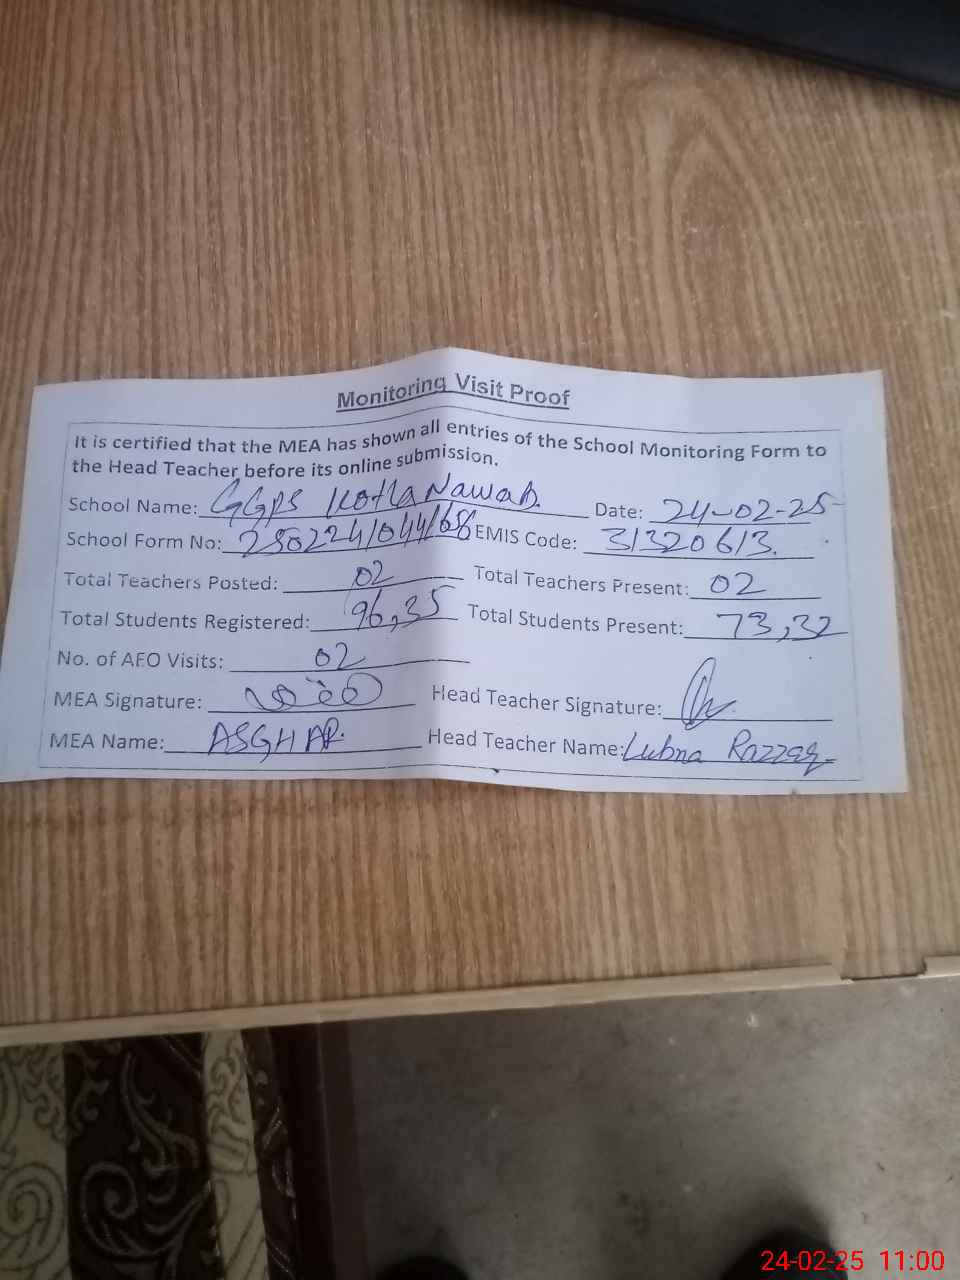 Monitoring Visit Proof
It is certified that the MEA has shown all entries of the School Monitoring Form to
the Head Teacher before its online submission.
School Name: GGPS Kotla Nawab. Date: 24-02-25
School Form No: 250224/044/656 EMIS Code: 31320613.
Total Teachers Posted: 02 Total Teachers Present: 02
Total Students Registered: 96,35 Total Students Present: 73,32
No. of AEO Visits: 02
MEA Signature: Head Teacher Signature:
MEA Name: ASGHAR. Head Teacher Name: Lubna Razzaq
24-02-25 11:00